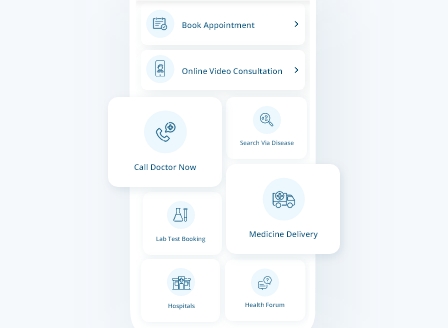 Book Appointment
Online Video Consultation
Call Doctor Now
Search Via Disease
Medicine Delivery
Lab Test Booking
Hospitals
Health Forum